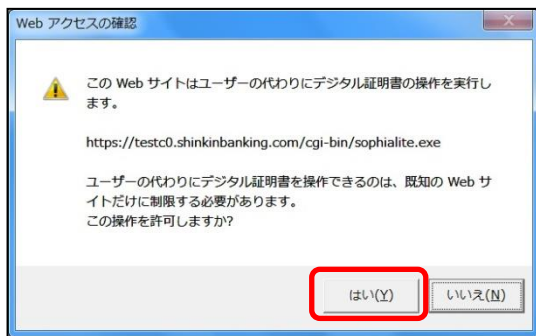 Web アクセスの確認
この Web サイトはユーザーの代わりにデジタル証明書の操作を実行し
ます。
https://testc0.shinkinbanking.com/cgi-bin/sophialite.exe
ユーザーの代わりにデジタル証明書を操作できるのは、既知の Web サ
イトだけに制限する必要があります。
この操作を許可しますか?
はい(Y)
いいえ(N)